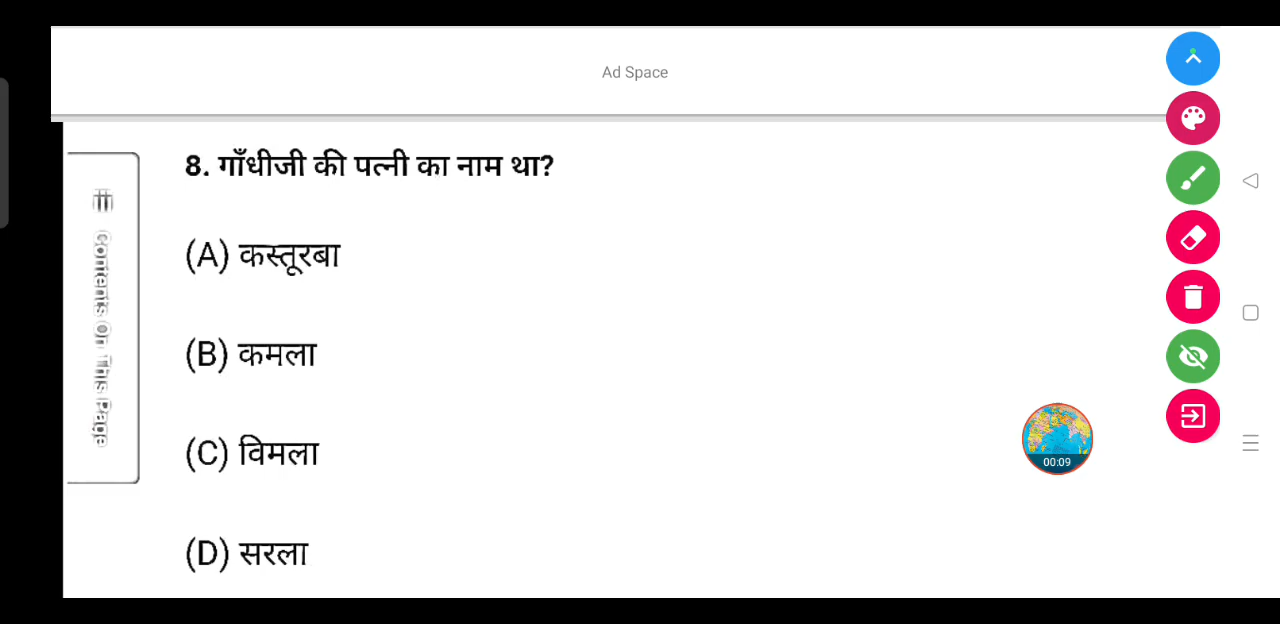 Ad Space
8. गाँधीजी की पत्नी का नाम था?
Contents On This Page
(A) कस्तूरबा
(B) कमला
(C) विमला
00:09
(D) सरला